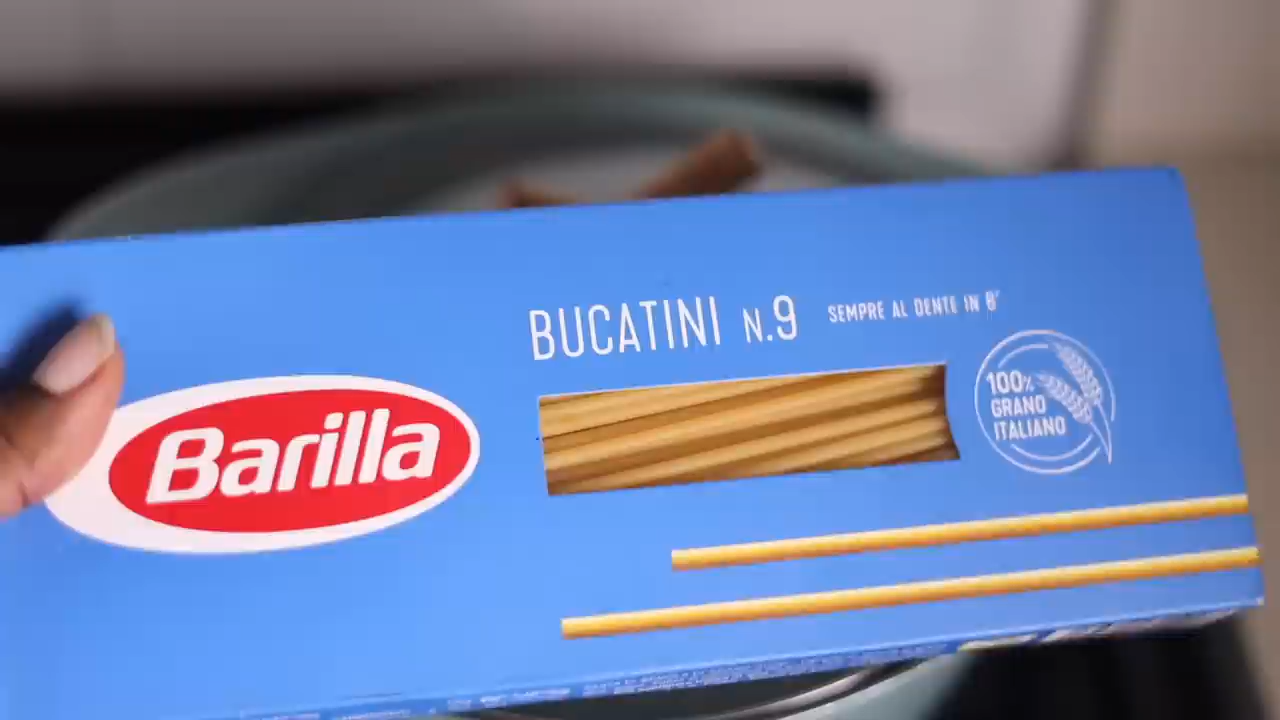 BUCATINI N.9
SEMPRE AL DENTE IN 8'
100%
GRANO
ITALIANO
Barilla